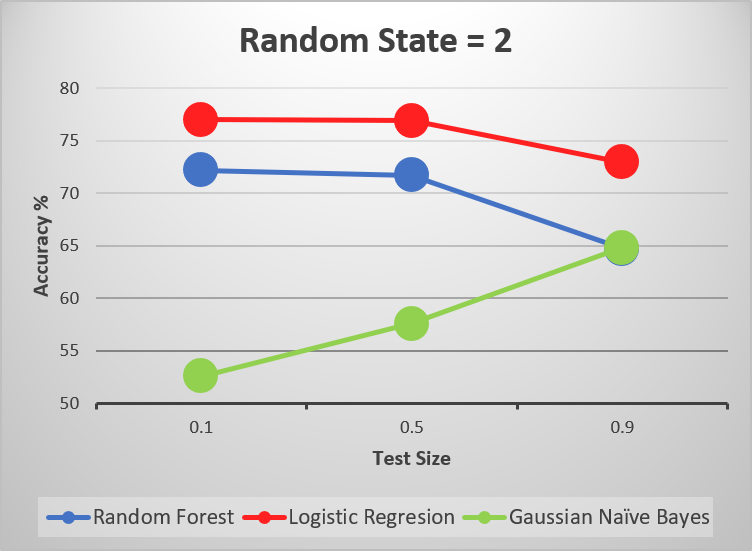 Random State = 2
80
75
70
65
60
55
50
Accuracy %
0.1 0.5 0.9
Test Size
Random Forest Logistic Regresion Gaussian Naïve Bayes